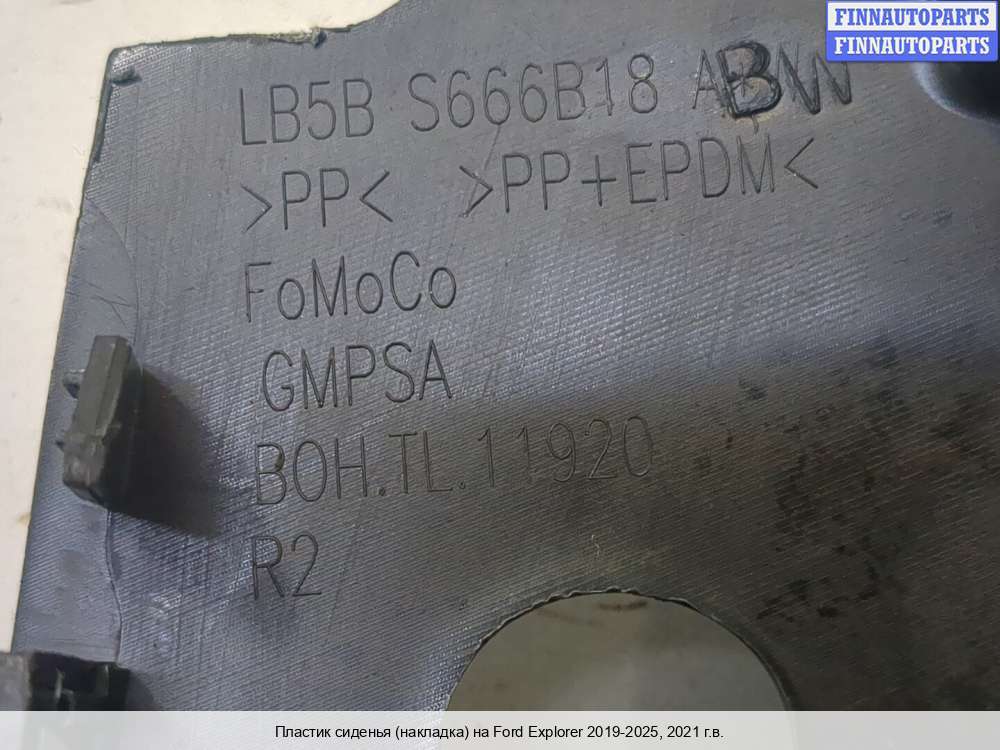 FINNAUTOPARTS
FINNAUTOPARTS
LB5B S666B18
>PP< >PP+EPDM<
FoMoCo
GMPSA
BOH.TL.11920
R2
Пластик сиденья (накладка) на Ford Explorer 2019-2025, 2021 г.в.